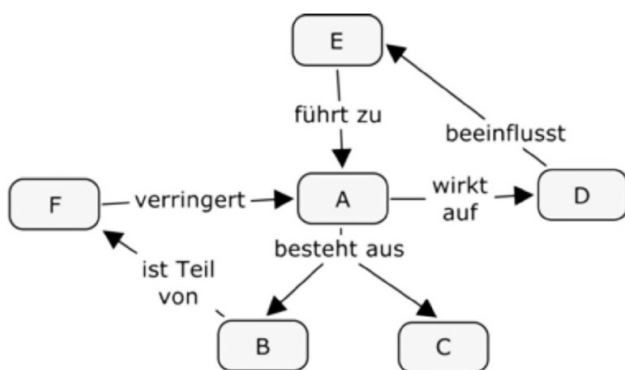 E
führt zu
beeinflusst
F
verringert
A
wirkt
auf
D
besteht aus
ist Teil
von
B
C